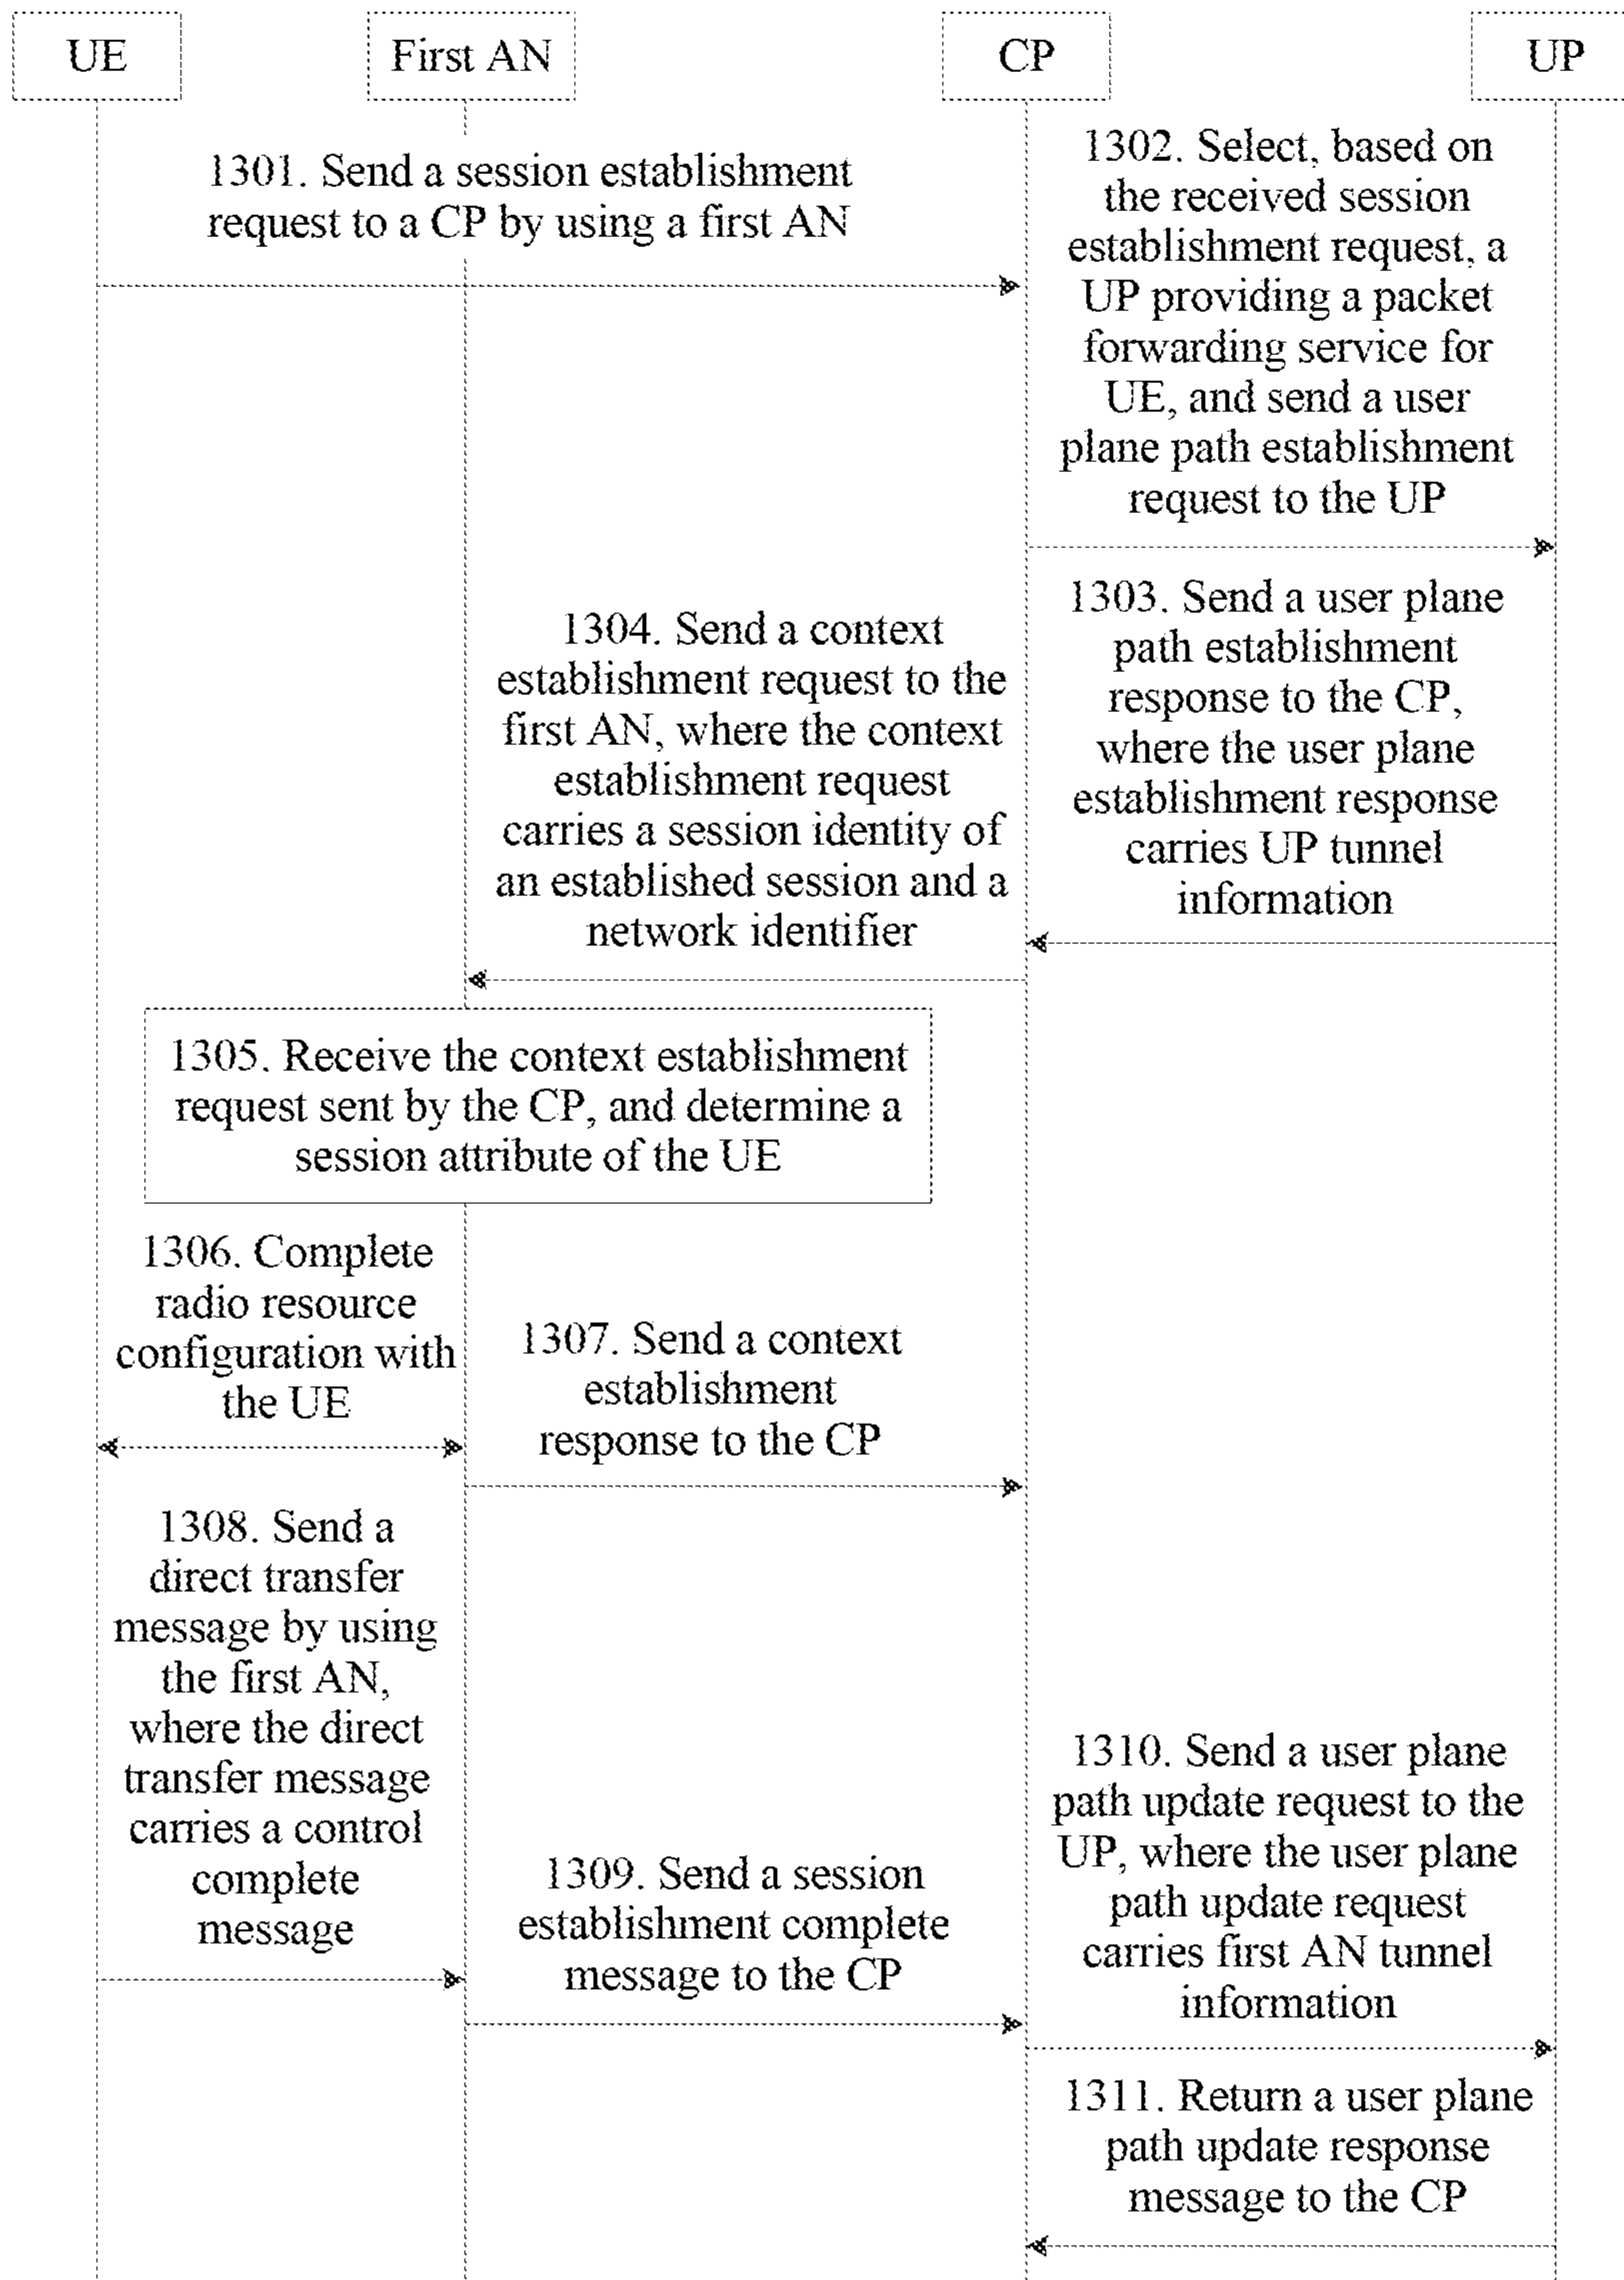 UE
First AN
CP
UP
1301. Send a session establishment
request to a CP by using a first AN
1302. Select, based on
the received session
establishment request, a
UP providing a packet
forwarding service for
UE, and send a user
plane path establishment
request to the UP
1303. Send a user plane
path establishment
response to the CP,
where the user plane
establishment response
carries UP tunnel
information
1304. Send a context
establishment request to the
first AN, where the context
establishment request
carries a session identity of
an established session and a
network identifier
1305. Receive the context establishment
request sent by the CP, and determine a
session attribute of the UE
1306. Complete
radio resource
configuration with
the UE
1307. Send a context
establishment
response to the CP
1308. Send a
direct transfer
message by using
the first AN,
where the direct
transfer message
carries a control
complete
message
1309. Send a session
establishment complete
message to the CP
1310. Send a user plane
path update request to the
UP, where the user plane
path update request
carries first AN tunnel
information
1311. Return a user plane
path update response
message to the CP